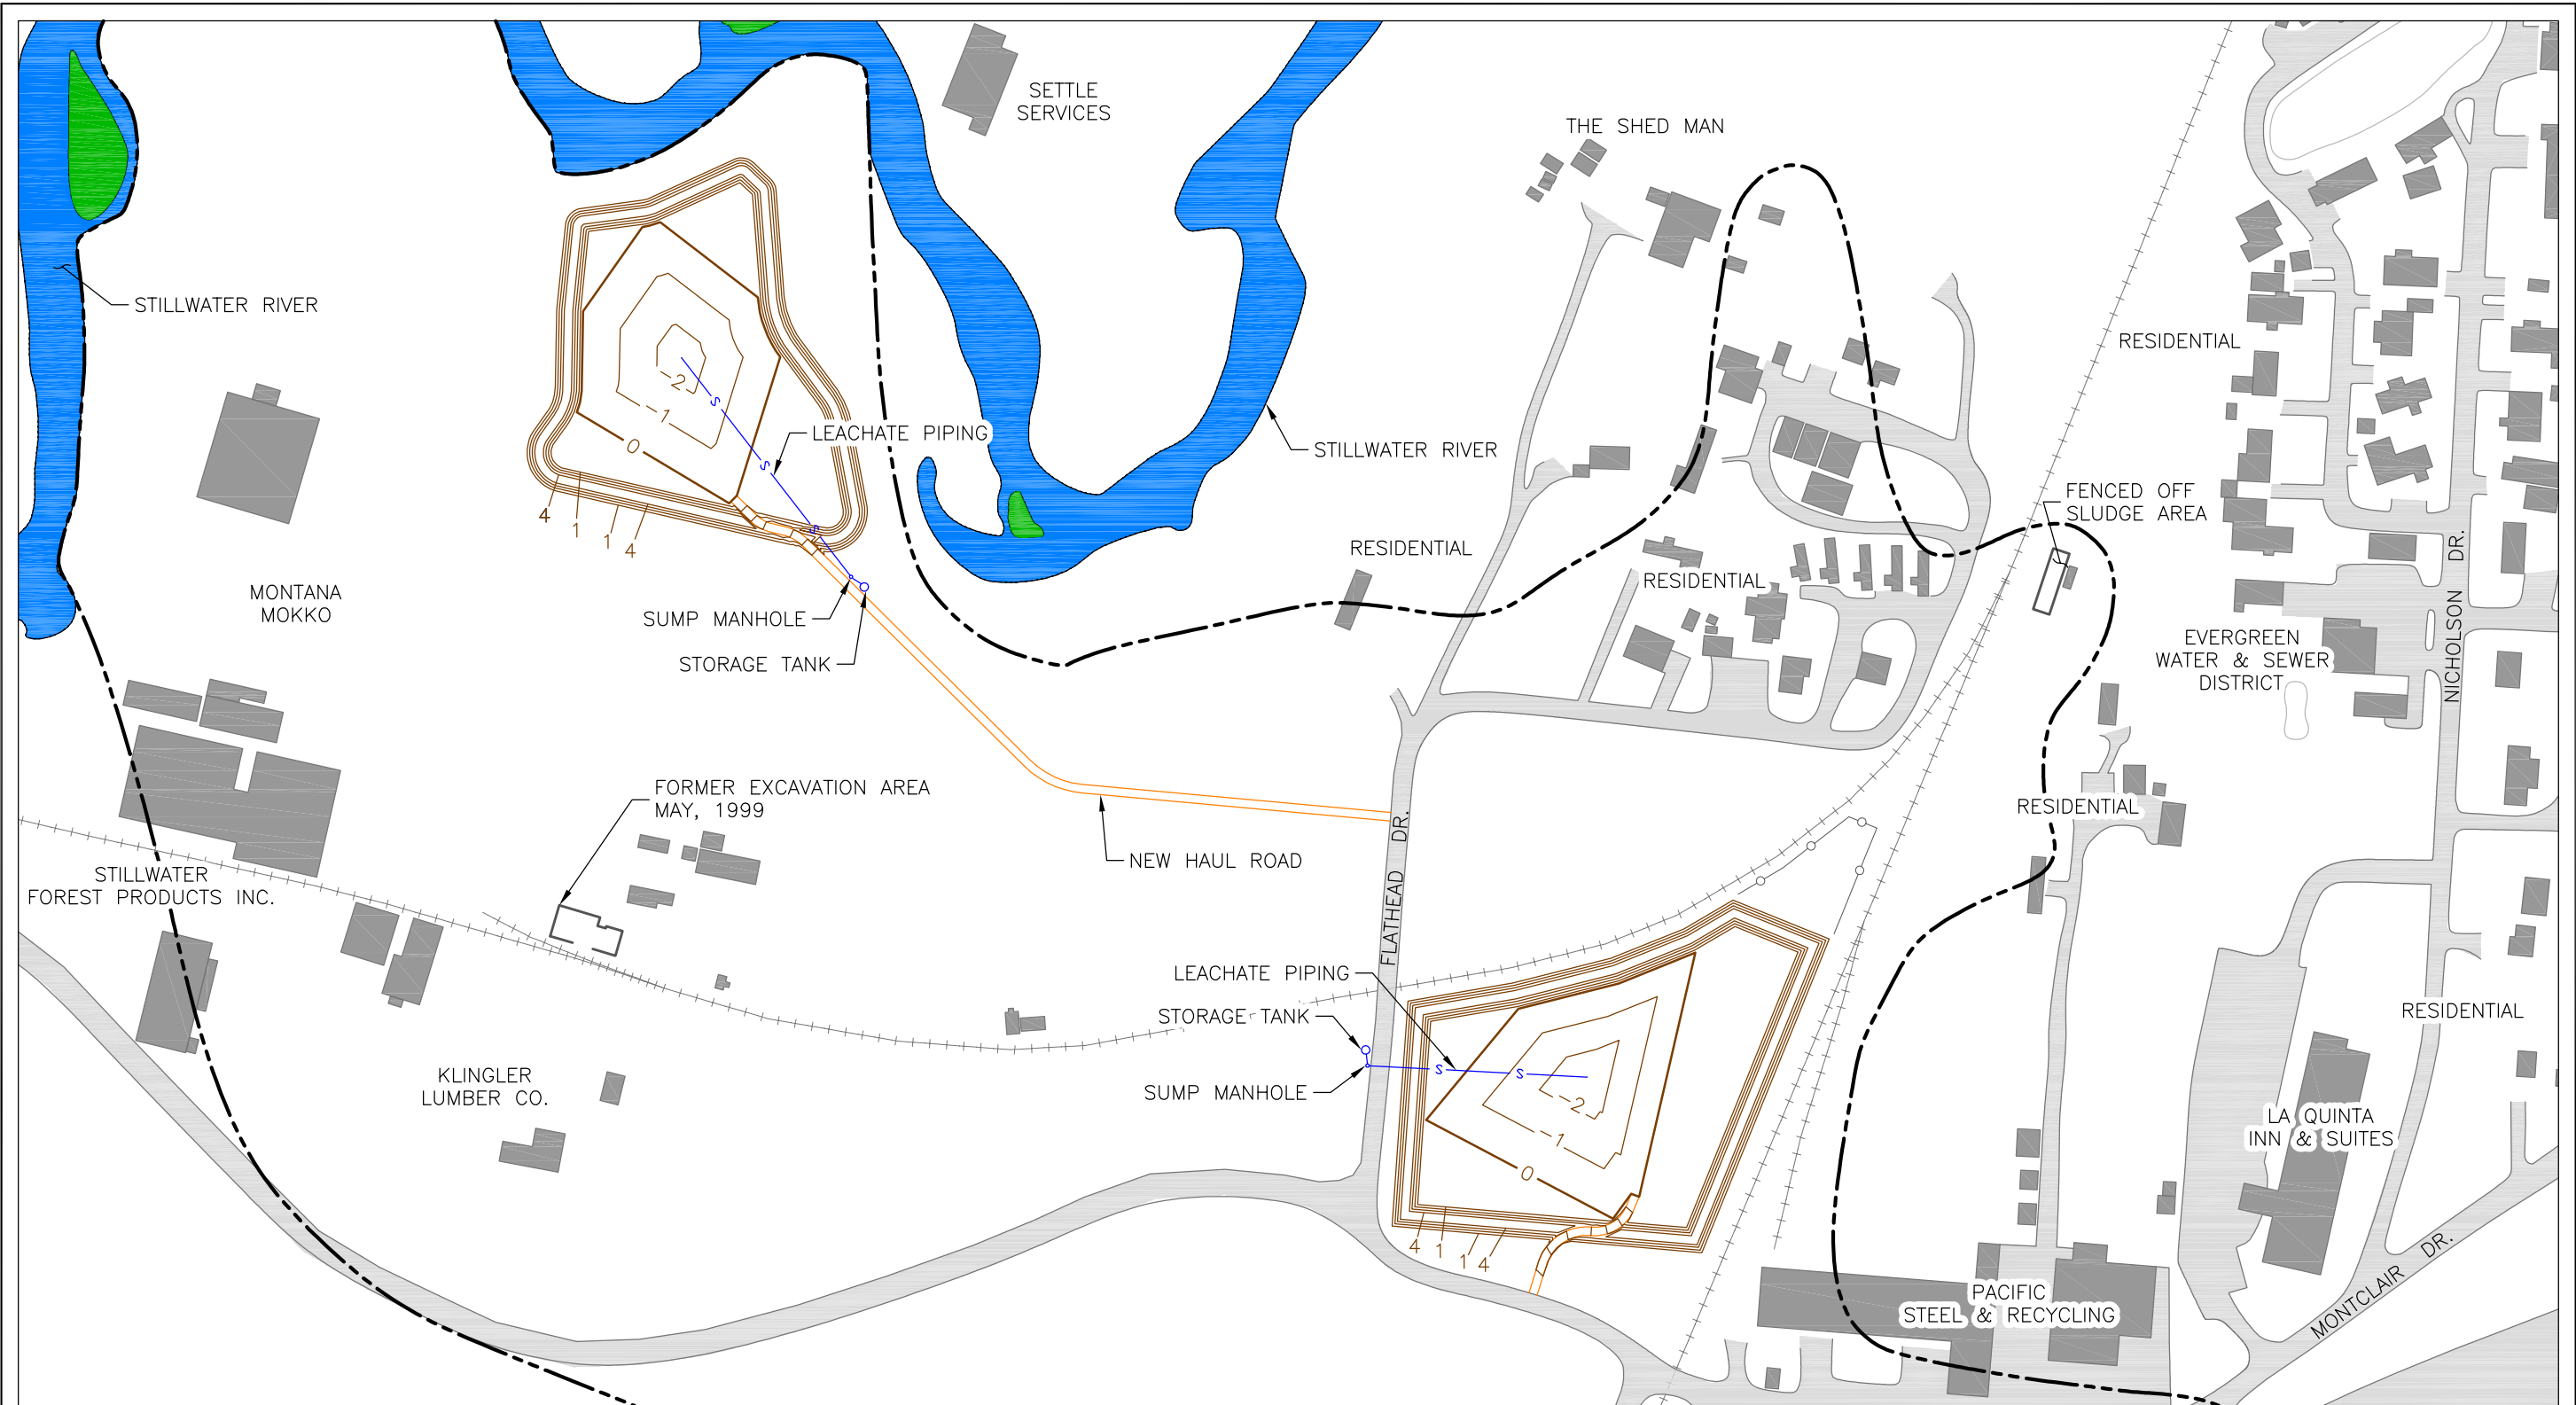 SETTLE
SERVICES
THE SHED MAN
STILLWATER RIVER
RESIDENTIAL
-2
-1
0
LEACHATE PIPING
S
S
S
STILLWATER RIVER
4
1
1
4
FENCED OFF
SLUDGE AREA
RESIDENTIAL
RESIDENTIAL
MONTANA
MOKKO
SUMP MANHOLE
STORAGE TANK
EVERGREEN
WATER & SEWER
DISTRICT
NICHOLSON DR.
FORMER EXCAVATION AREA
MAY, 1999
NEW HAUL ROAD
FLATHEAD DR.
RESIDENTIAL
STILLWATER
FOREST PRODUCTS INC.
LEACHATE PIPING
STORAGE TANK
SUMP MANHOLE
S
S
-2
-1
0
4
1
1
4
KLINGLER
LUMBER CO.
RESIDENTIAL
LA QUINTA
INN & SUITES
PACIFIC
STEEL & RECYCLING
MONTCLAIR DR.